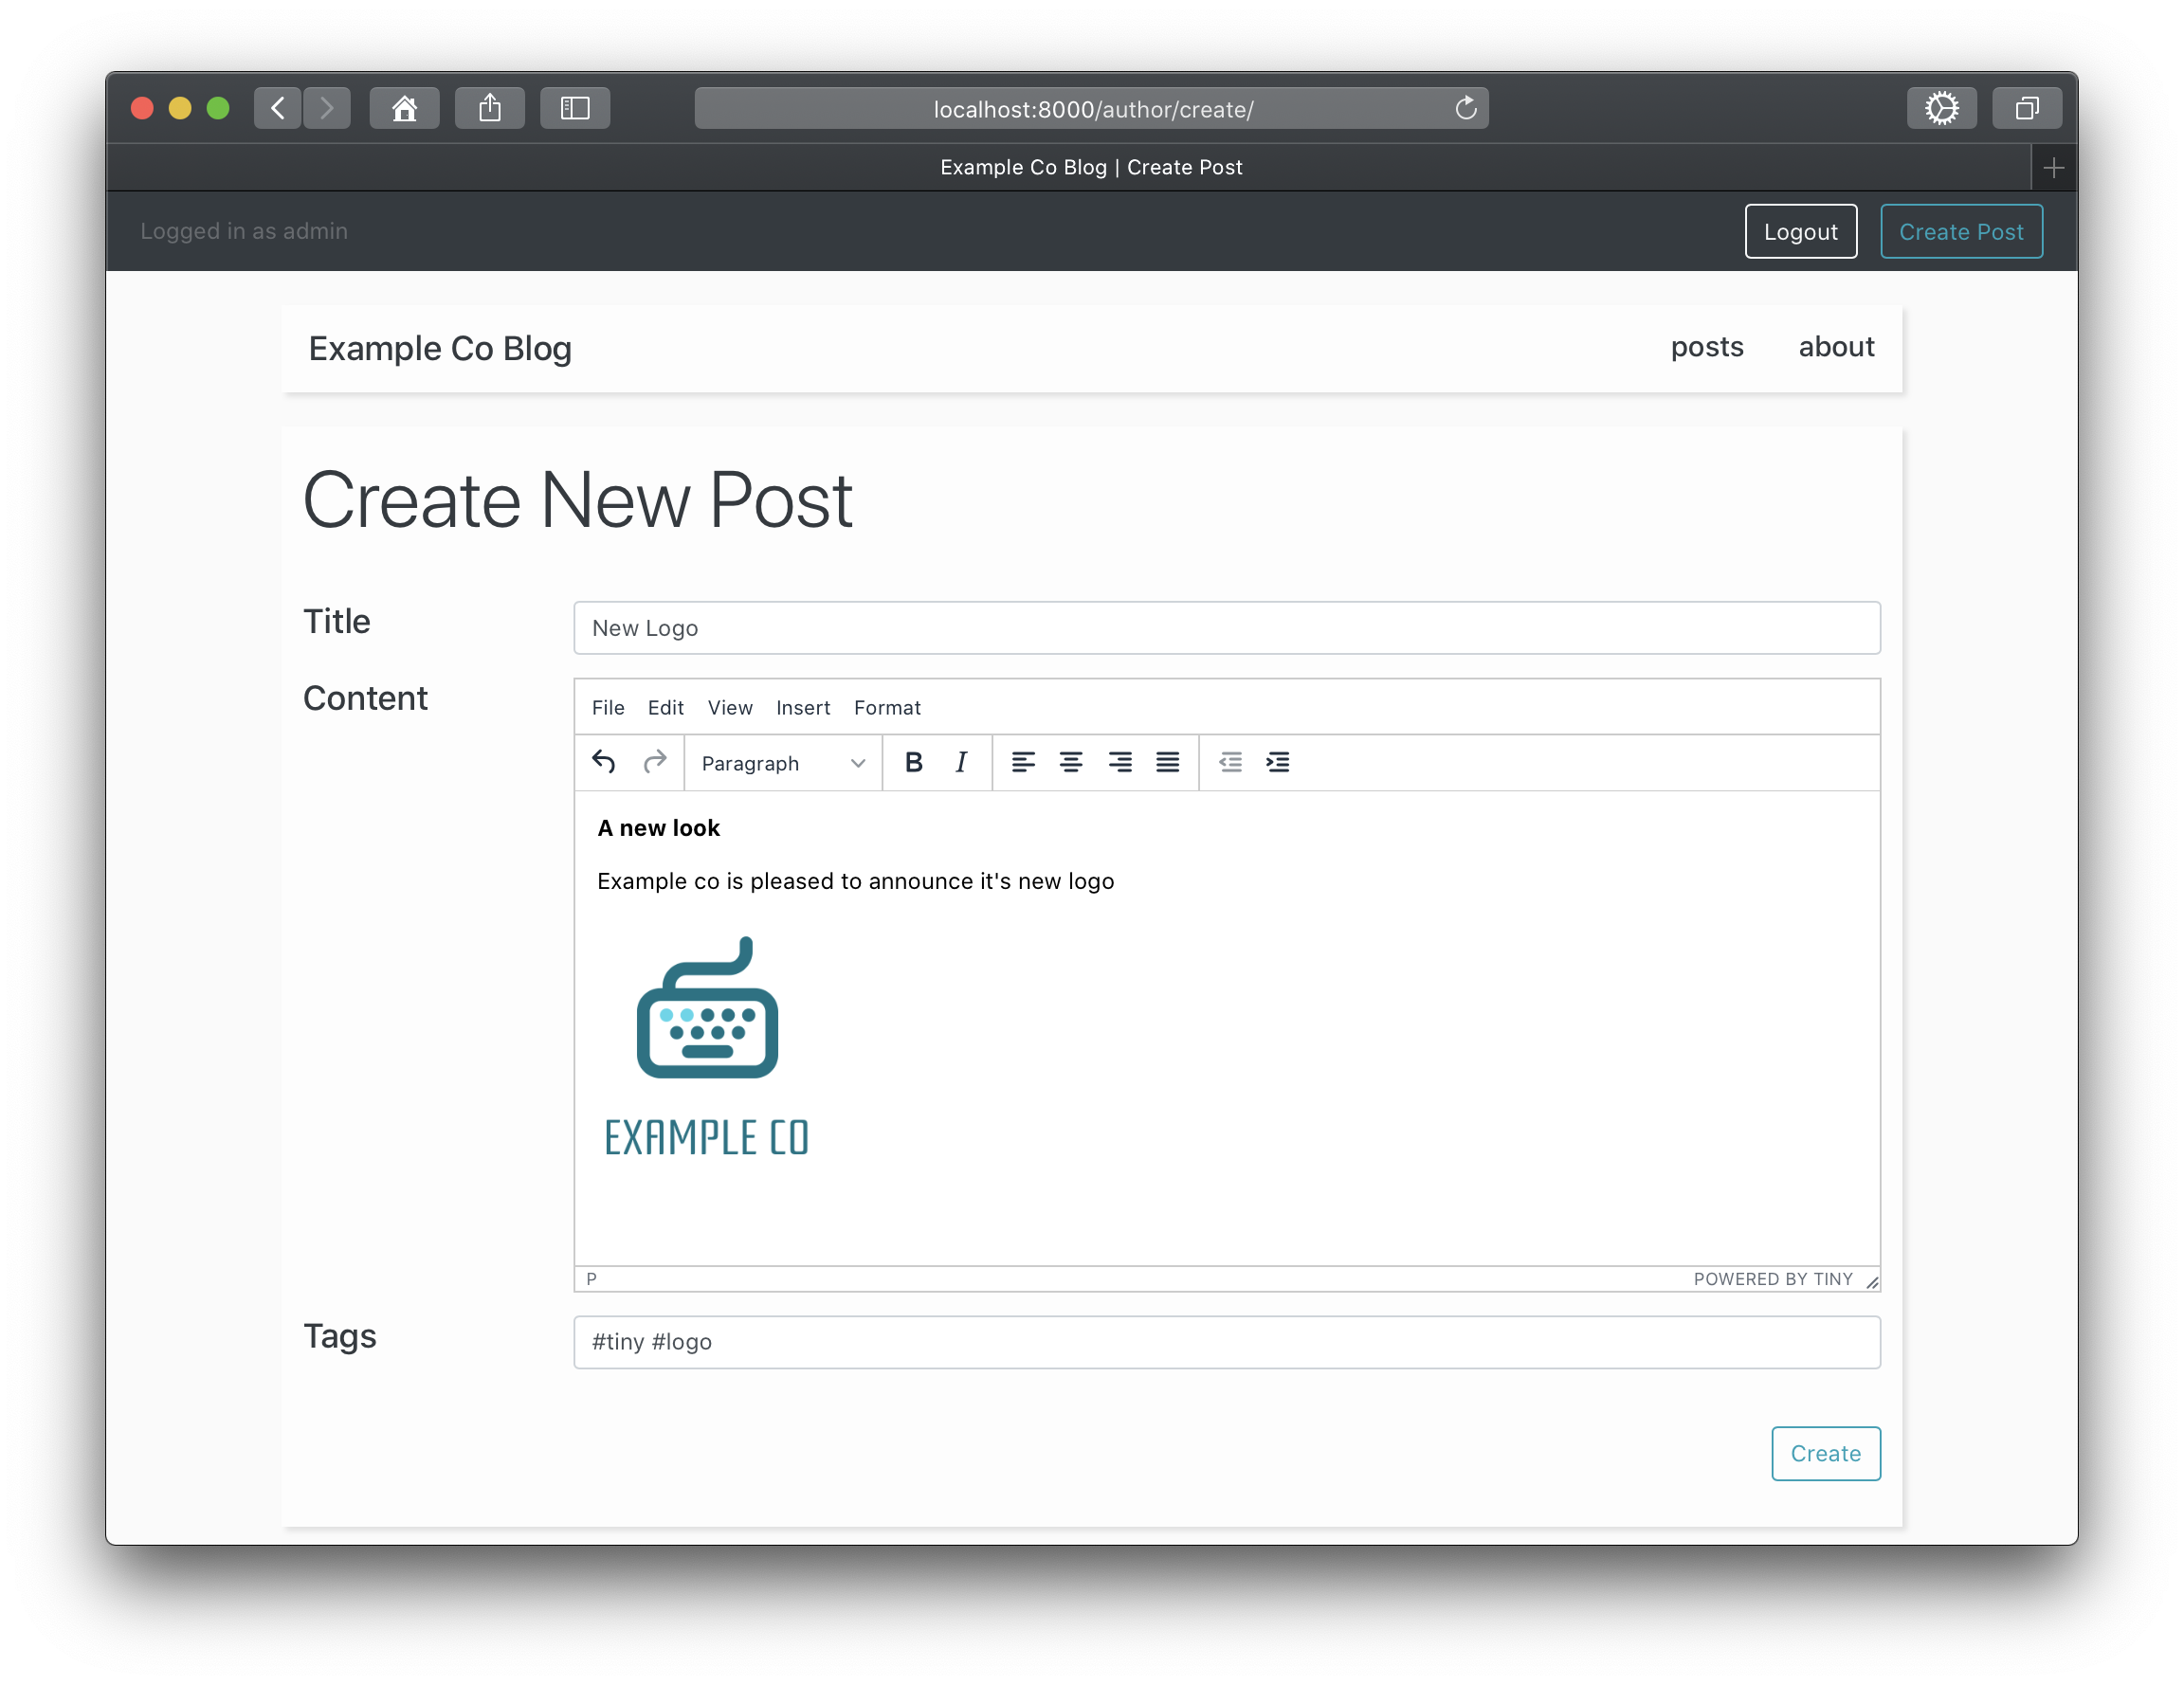 localhost:8000/author/create/
Example Co Blog | Create Post
Logged in as admin
Logout
Create Post
Example Co Blog
posts
about
Create New Post
Title
New Logo
Content
File Edit View Insert Format
Paragraph
B
I
A new look
Example co is pleased to announce it's new logo
EXAMPLE CO
P
POWERED BY TINY
Tags
#tiny #logo
Create